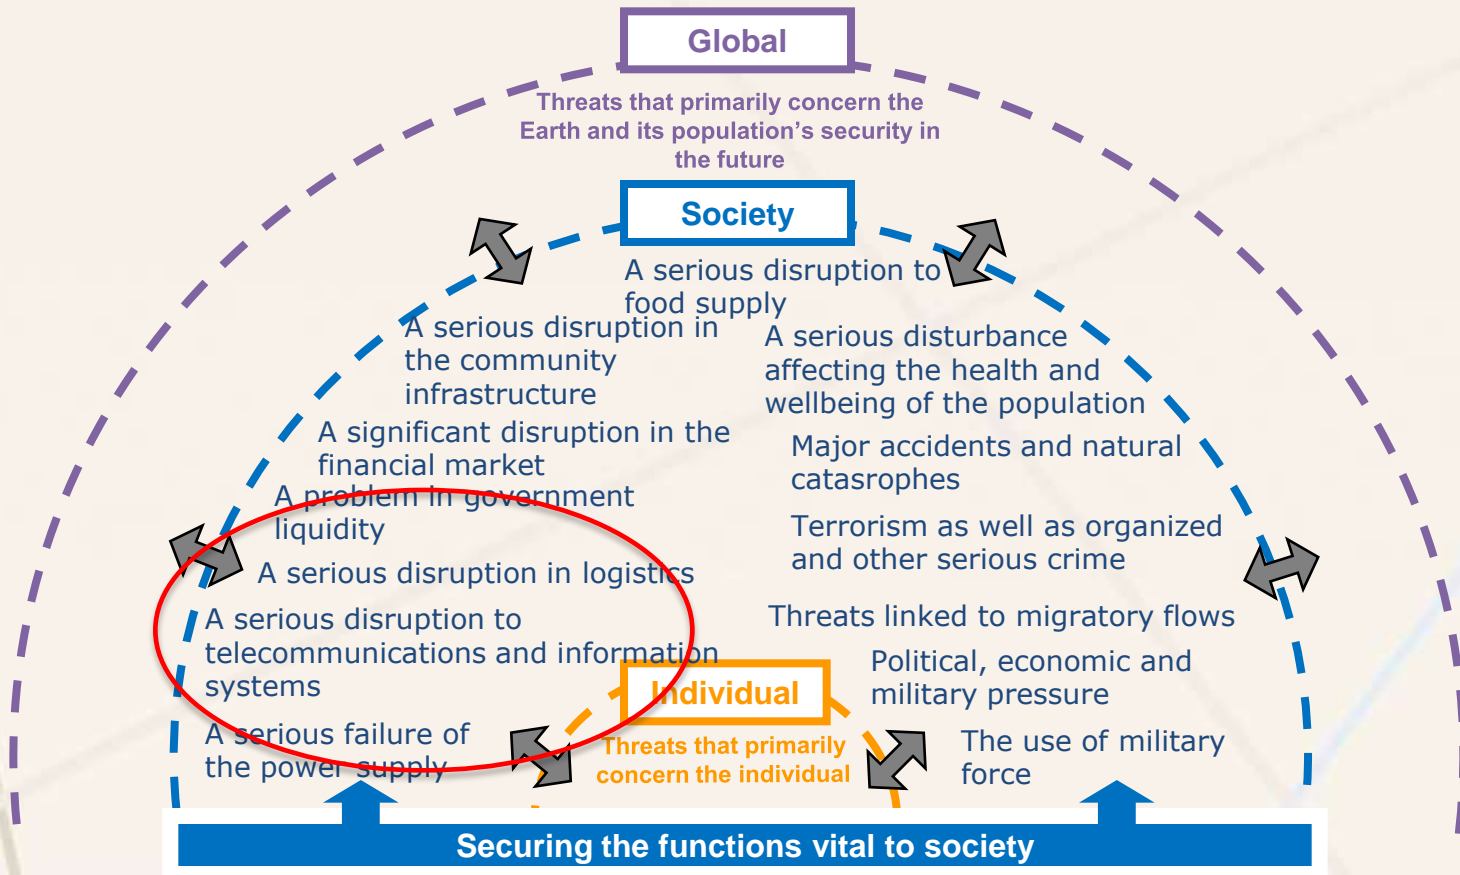 Global
Threats that primarily concern the
Earth and its population's security in
the future
Society
A serious disruption to
food supply
A serious disruption in
the community
infrastructure
A serious disturbance
affecting the health and
wellbeing of the population
A significant disruption in the
financial market
Major accidents and natural
catasrophes
A problem in government
liquidity
Terrorism as well as organized
and other serious crime
A serious disruption in logistics
A serious disruption to
telecommunications and information
systems
Threats linked to migratory flows
Political, economic and
military pressure
Individual
Threats that primarily
concern the individual
A serious failure of
the power supply
The use of military
force
Securing the functions vital to society